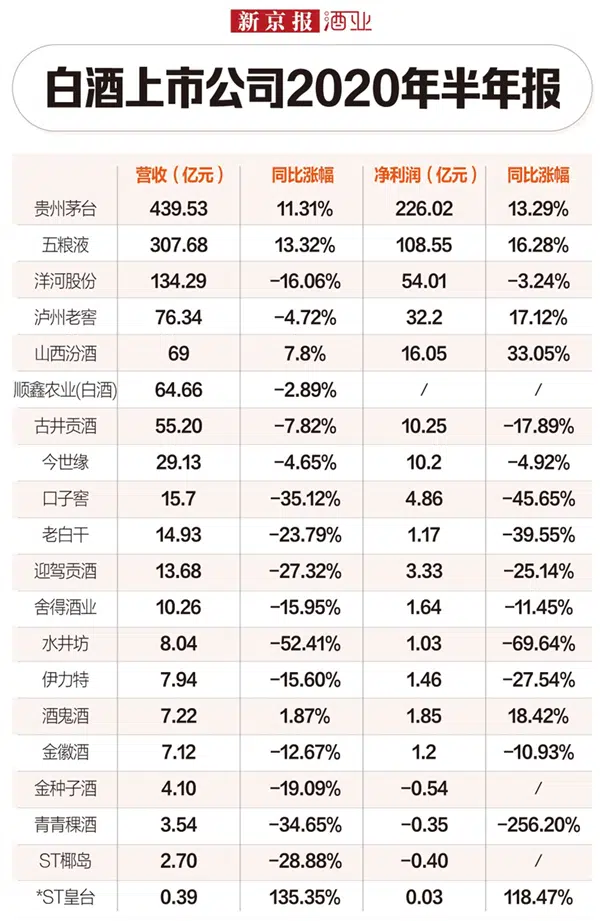 新京报酒业
白酒上市公司2020年半年报
营收（亿元） 同比涨幅 净利润（亿元） 同比涨幅
贵州茅台 439.53 11.31% 226.02 13.29%
五粮液 307.68 13.32% 108.55 16.28%
洋河股份 134.29 -16.06% 54.01 -3.24%
泸州老窖 76.34 -4.72% 32.2 17.12%
山西汾酒 69 7.8% 16.05 33.05%
顺鑫农业(白酒) 64.66 -2.89% / /
古井贡酒 55.20 -7.82% 10.25 -17.89%
今世缘 29.13 -4.65% 10.2 -4.92%
口子窖 15.7 -35.12% 4.86 -45.65%
老白干 14.93 -23.79% 1.17 -39.55%
迎驾贡酒 13.68 -27.32% 3.33 -25.14%
舍得酒业 10.26 -15.95% 1.64 -11.45%
水井坊 8.04 -52.41% 1.03 -69.64%
伊力特 7.94 -15.60% 1.46 -27.54%
酒鬼酒 7.22 1.87% 1.85 18.42%
金徽酒 7.12 -12.67% 1.2 -10.93%
金种子酒 4.10 -19.09% -0.54 /
青青稞酒 3.54 -34.65% -0.35 -256.20%
ST椰岛 2.70 -28.88% -0.40 /
*ST皇台 0.39 135.35% 0.03 118.47%